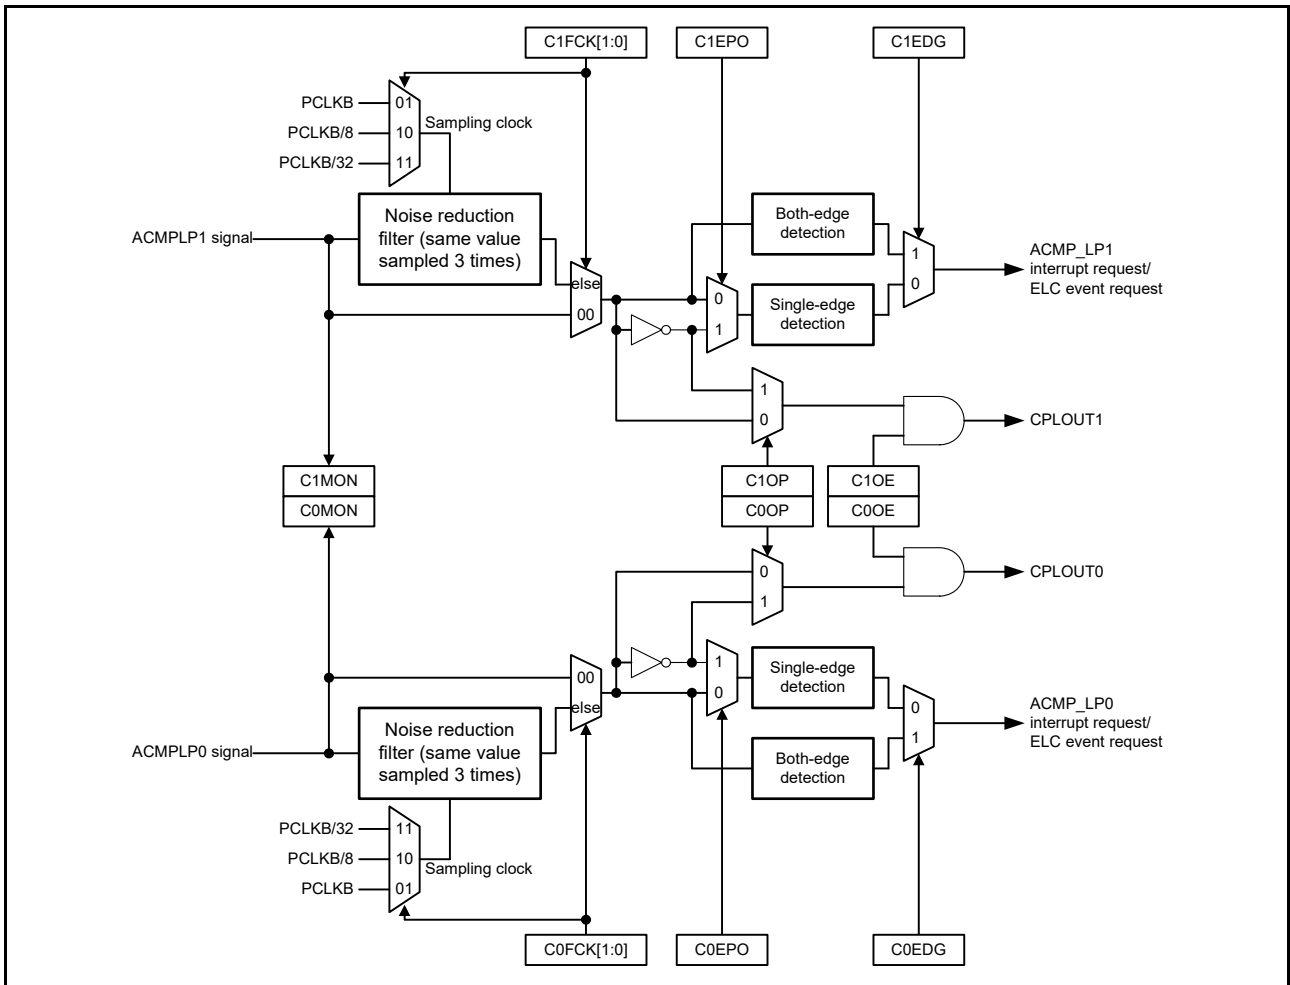 C1FCK[1:0]
C1EPO
C1EDG
PCLKB
01
PCLKB/8
10
Sampling clock
PCLKB/32
11
Noise reduction
filter (same value
sampled 3 times)
ACMPLP1 signal
else
00
0
1
Both-edge
detection
Single-edge
detection
1
0
ACMP_LP1
interrupt request/
ELC event request
1
0
CPLOUT1
C1MON
C0MON
C1OP
C0OP
C1OE
C0OE
0
1
CPLOUT0
00
else
1
0
Single-edge
detection
Both-edge
detection
0
1
ACMP_LP0
interrupt request/
ELC event request
ACMPLP0 signal
Noise reduction
filter (same value
sampled 3 times)
PCLKB/32
11
PCLKB/8
10
Sampling clock
PCLKB
01
C0FCK[1:0]
C0EPO
C0EDG